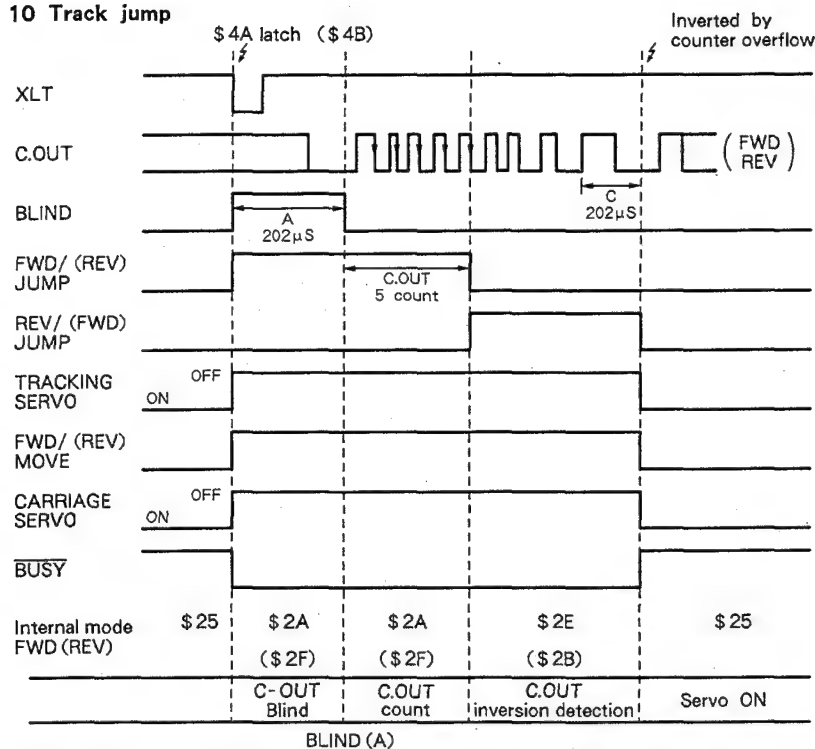 10 Track jump
$4A latch ($4B)
Inverted by
counter overflow
XLT
C.OUT
( FWD
REV )
C
202μS
BLIND
A
202μS
FWD/ (REV)
JUMP
C.OUT
5 count
REV/ (FWD)
JUMP
TRACKING
SERVO
OFF
ON
FWD/ (REV)
MOVE
CARRIAGE
SERVO
OFF
ON
BUSY
Internal mode
FWD (REV)
$25
$2A
$2A
$2E
$25
($2F)
($2F)
($2B)
C-OUT
Blind
C.OUT
count
C.OUT
inversion detection
Servo ON
BLIND (A)